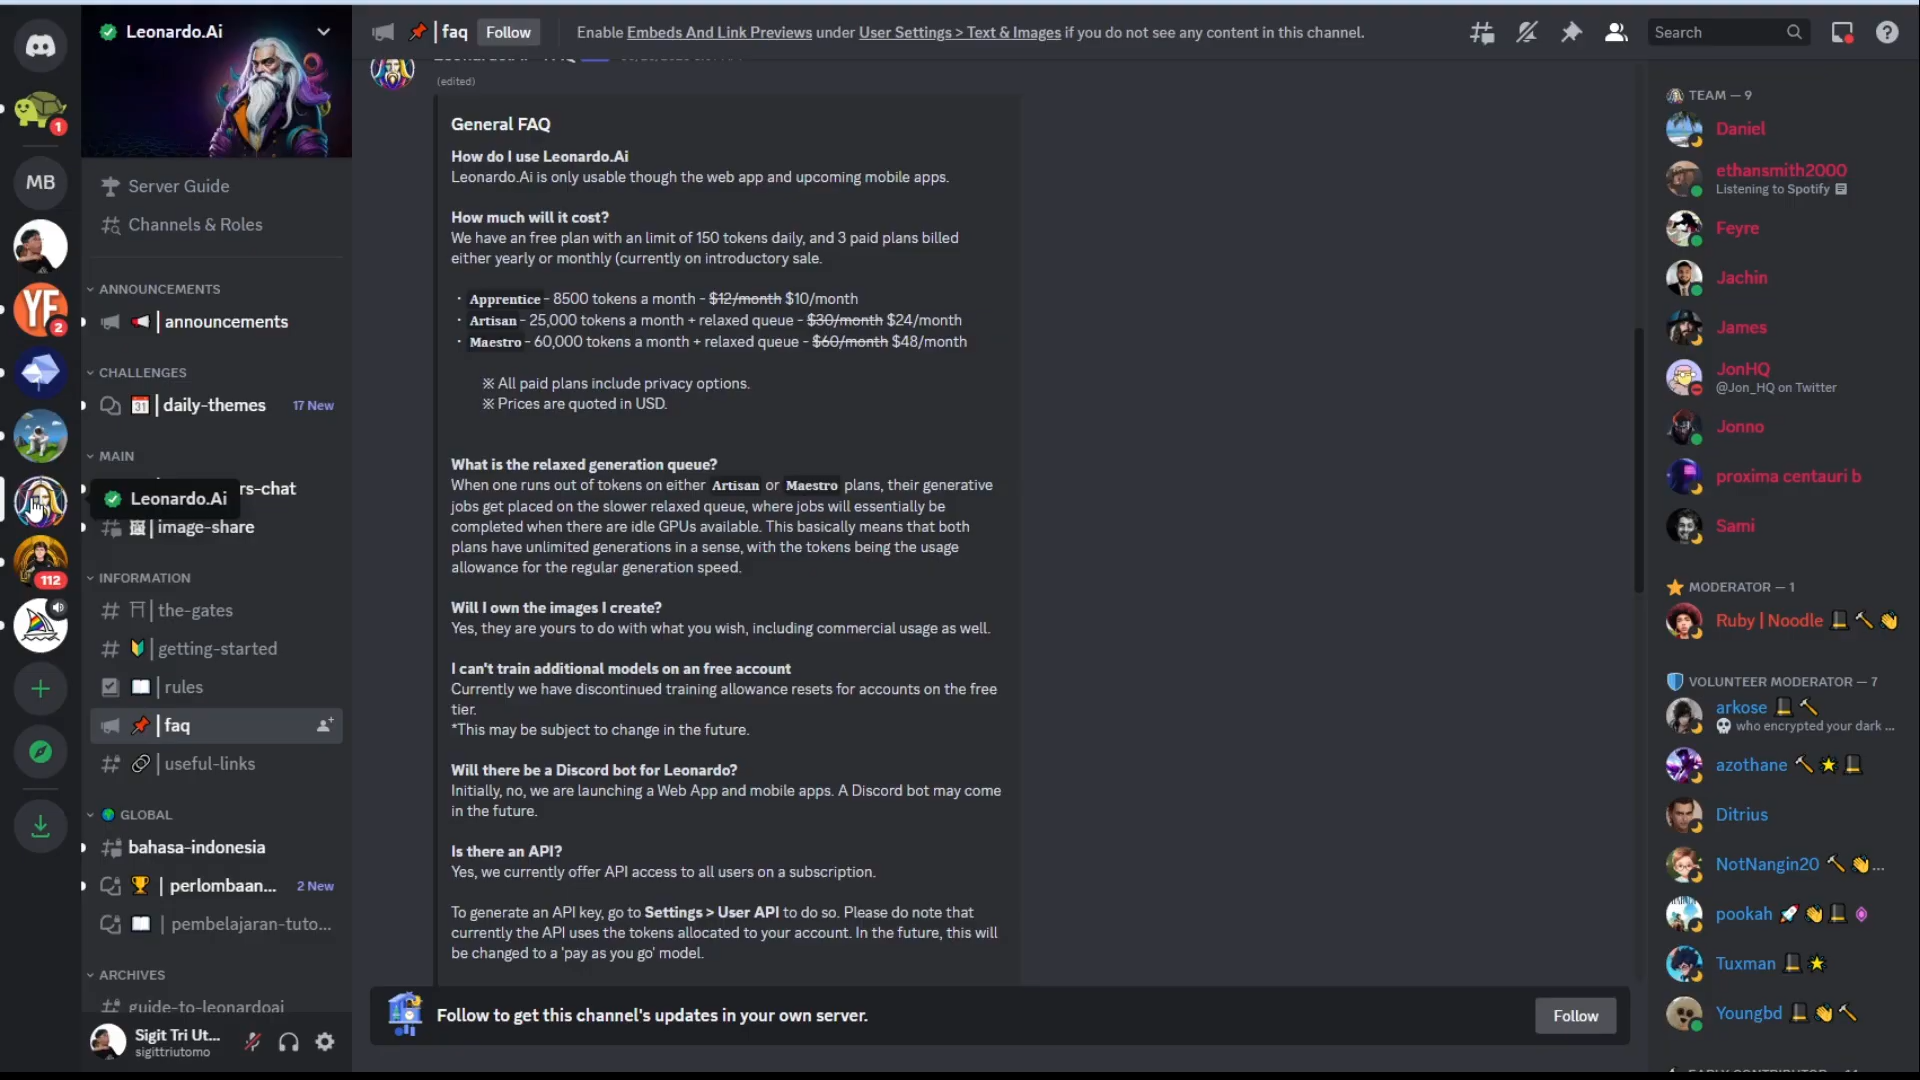 Leonardo.Ai
faq
Follow
Enable Embeds And Link Previews under User Settings > Text & Images if you do not see any content in this channel.
Search
1
MB
2
112
Server Guide
Channels & Roles
ANNOUNCEMENTS
announcements
CHALLENGES
31
daily-themes
17 New
MAIN
rs-chat
Leonardo.Ai
image-share
INFORMATION
the-gates
getting-started
rules
faq
useful-links
GLOBAL
bahasa-indonesia
perlombaan...
2 New
pembelajaran-tuto...
ARCHIVES
guide-to-leonardoai
Sigit Tri Ut...
sigittriutomo
(edited)
General FAQ
How do I use Leonardo.Ai
Leonardo.Ai is only usable though the web app and upcoming mobile apps.
How much will it cost?
We have an free plan with an limit of 150 tokens daily, and 3 paid plans billed
either yearly or monthly (currently on introductory sale.
· Apprentice - 8500 tokens a month - $12/month $10/month
· Artisan - 25,000 tokens a month + relaxed queue - $30/month $24/month
· Maestro - 60,000 tokens a month + relaxed queue - $60/month $48/month
※ All paid plans include privacy options.
※ Prices are quoted in USD.
What is the relaxed generation queue?
When one runs out of tokens on either Artisan or Maestro plans, their generative
jobs get placed on the slower relaxed queue, where jobs will essentially be
completed when there are idle GPUs available. This basically means that both
plans have unlimited generations in a sense, with the tokens being the usage
allowance for the regular generation speed.
Will I own the images I create?
Yes, they are yours to do with what you wish, including commercial usage as well.
I can't train additional models on an free account
Currently we have discontinued training allowance resets for accounts on the free
tier.
*This may be subject to change in the future.
Will there be a Discord bot for Leonardo?
Initially, no, we are launching a Web App and mobile apps. A Discord bot may come
in the future.
Is there an API?
Yes, we currently offer API access to all users on a subscription.
To generate an API key, go to Settings > User API to do so. Please do note that
currently the API uses the tokens allocated to your account. In the future, this will
be changed to a 'pay as you go' model.
Follow to get this channel's updates in your own server.
Follow
TEAM — 9
Daniel
ethansmith2000
Listening to Spotify
Feyre
Jachin
James
JonHQ
@Jon_HQ on Twitter
Jonno
proxima centauri b
Sami
MODERATOR — 1
Ruby | Noodle
VOLUNTEER MODERATOR — 7
arkose
who encrypted your dark ...
azothane
Ditrius
NotNangin20
pookah
Tuxman
Youngbd